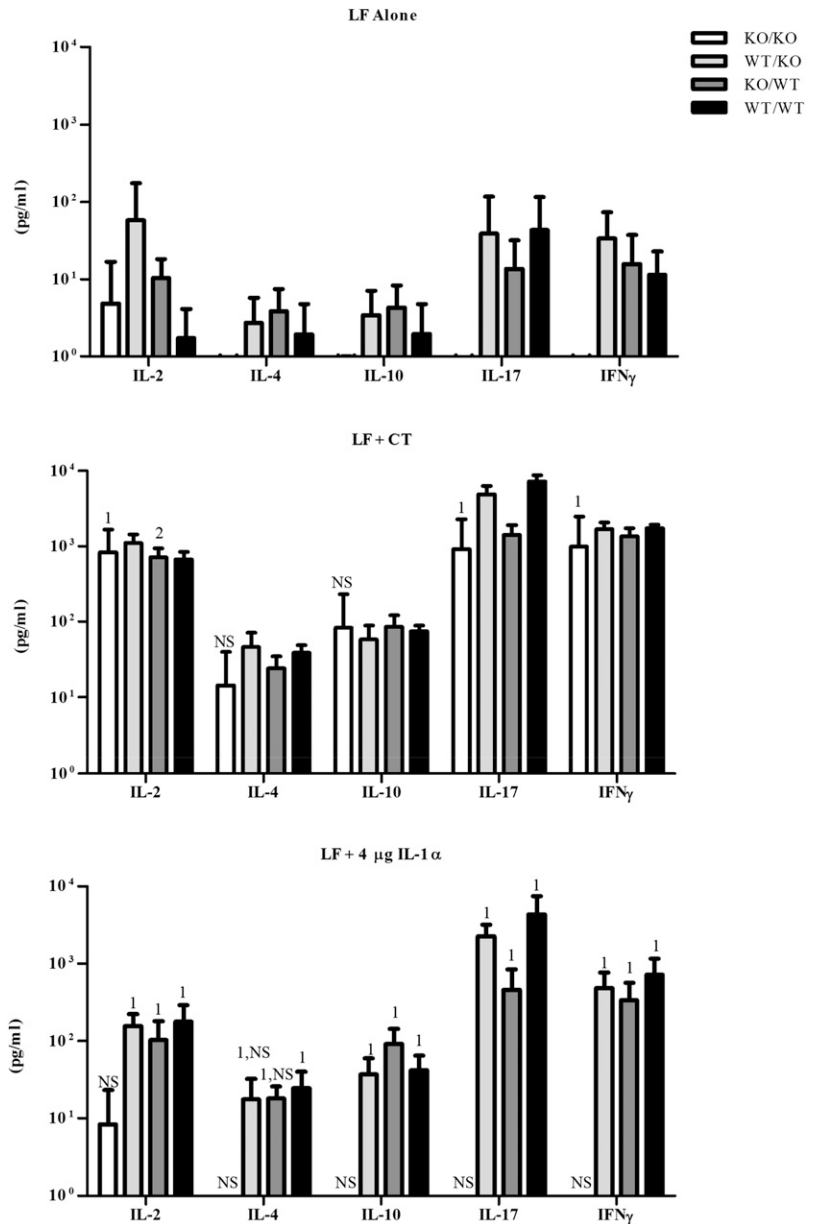 LF Alone
KO/KO
WT/KO
KO/WT
WT/WT
(pg/ml)
10⁴
10³
10²
10¹
10⁰
IL-2 IL-4 IL-10 IL-17 IFNγ
LF + CT
(pg/ml)
10⁴
10³
10²
10¹
10⁰
1 2 NS NS 1 1
IL-2 IL-4 IL-10 IL-17 IFNγ
LF + 4 μg IL-1α
(pg/ml)
10⁴
10³
10²
10¹
10⁰
NS 1 1 1
NS 1,NS 1,NS 1
NS 1 1 1
NS 1 1 1
NS 1 1 1
IL-2 IL-4 IL-10 IL-17 IFNγ